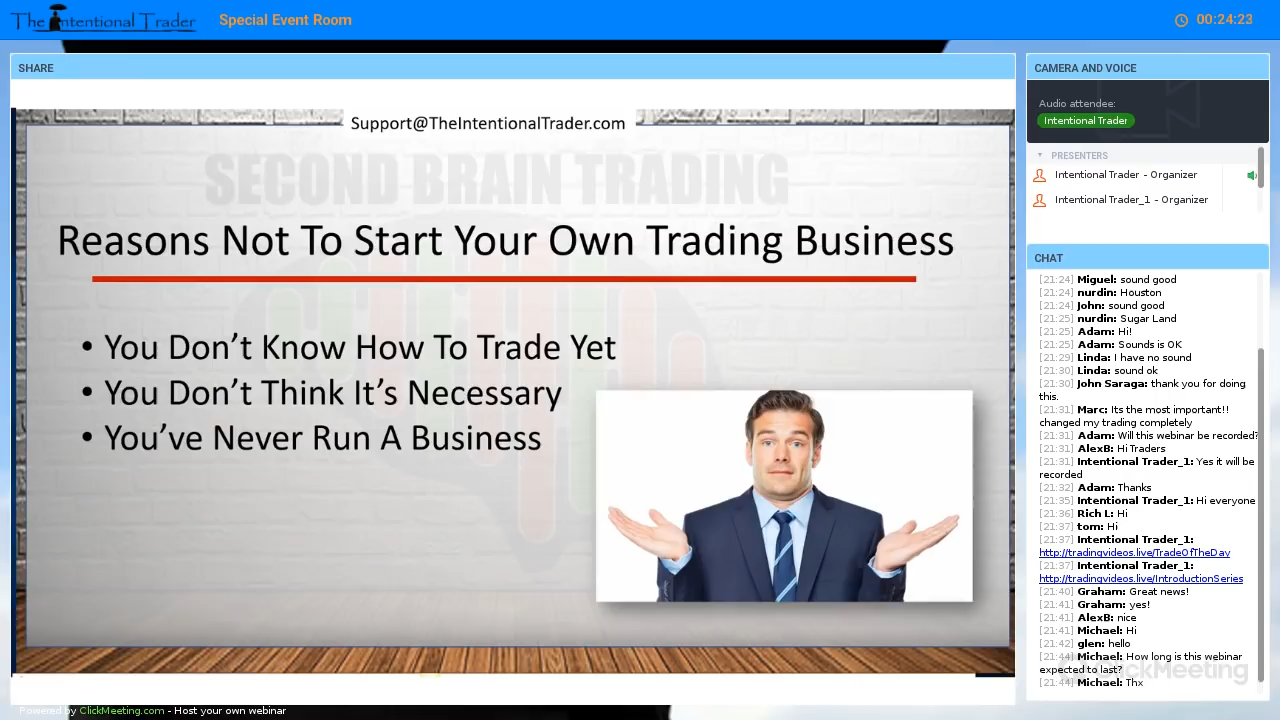 The Intentional Trader
Special Event Room
00:24:23
SHARE
Support@TheIntentionalTrader.com
SECOND BRAIN TRADING
Reasons Not To Start Your Own Trading Business
• You Don't Know How To Trade Yet
• You Don't Think It's Necessary
• You've Never Run A Business
Powered by ClickMeeting.com - Host your own webinar
CAMERA AND VOICE
Audio attendee:
Intentional Trader
PRESENTERS
Intentional Trader - Organizer
Intentional Trader_1 - Organizer
CHAT
[21:24] Miguel: sound good
[21:24] nurdin: Houston
[21:24] John: sound good
[21:25] nurdin: Sugar Land
[21:25] Adam: Hi!
[21:25] Adam: Sounds is OK
[21:29] Linda: I have no sound
[21:30] Linda: sound ok
[21:30] John Saraga: thank you for doing
this.
[21:31] Marc: Its the most important!!
changed my trading completely
[21:31] Adam: Will this webinar be recorded?
[21:31] AlexB: Hi Traders
[21:31] Intentional Trader_1: Yes it will be
recorded
[21:32] Adam: Thanks
[21:35] Intentional Trader_1: Hi everyone
[21:36] Rich L: Hi
[21:37] tom: Hi
[21:37] Intentional Trader_1:
http://tradingvideos.live/TradeOfTheDay
[21:37] Intentional Trader_1:
http://tradingvideos.live/IntroductionSeries
[21:40] Graham: Great news!
[21:41] Graham: yes!
[21:41] AlexB: nice
[21:41] Michael: Hi
[21:42] glen: hello
[21:44] Michael: How long is this webinar
expected to last?
[21:44] Michael: Thx
ClickMeeting